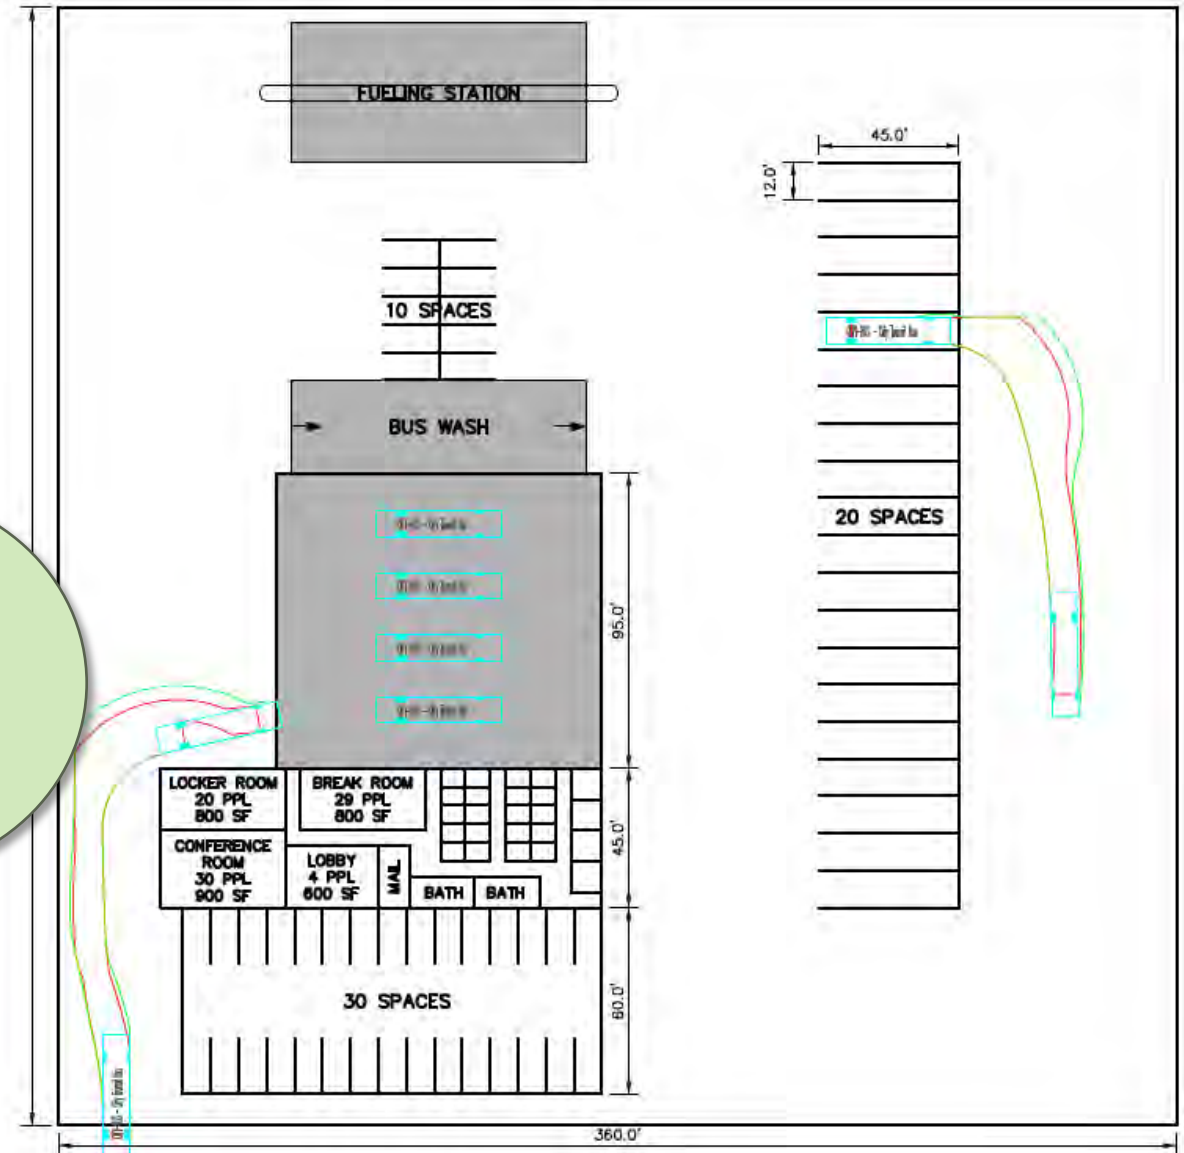 FUELING STATION
45.0'
12.0'
10 SPACES
BUS WASH
20 SPACES
95.0'
LOCKER ROOM
20 PPL
800 SF
BREAK ROOM
29 PPL
800 SF
45.0'
CONFERENCE
ROOM
30 PPL
900 SF
LOBBY
4 PPL
600 SF
MAIL
BATH
BATH
30 SPACES
60.0'
360.0'